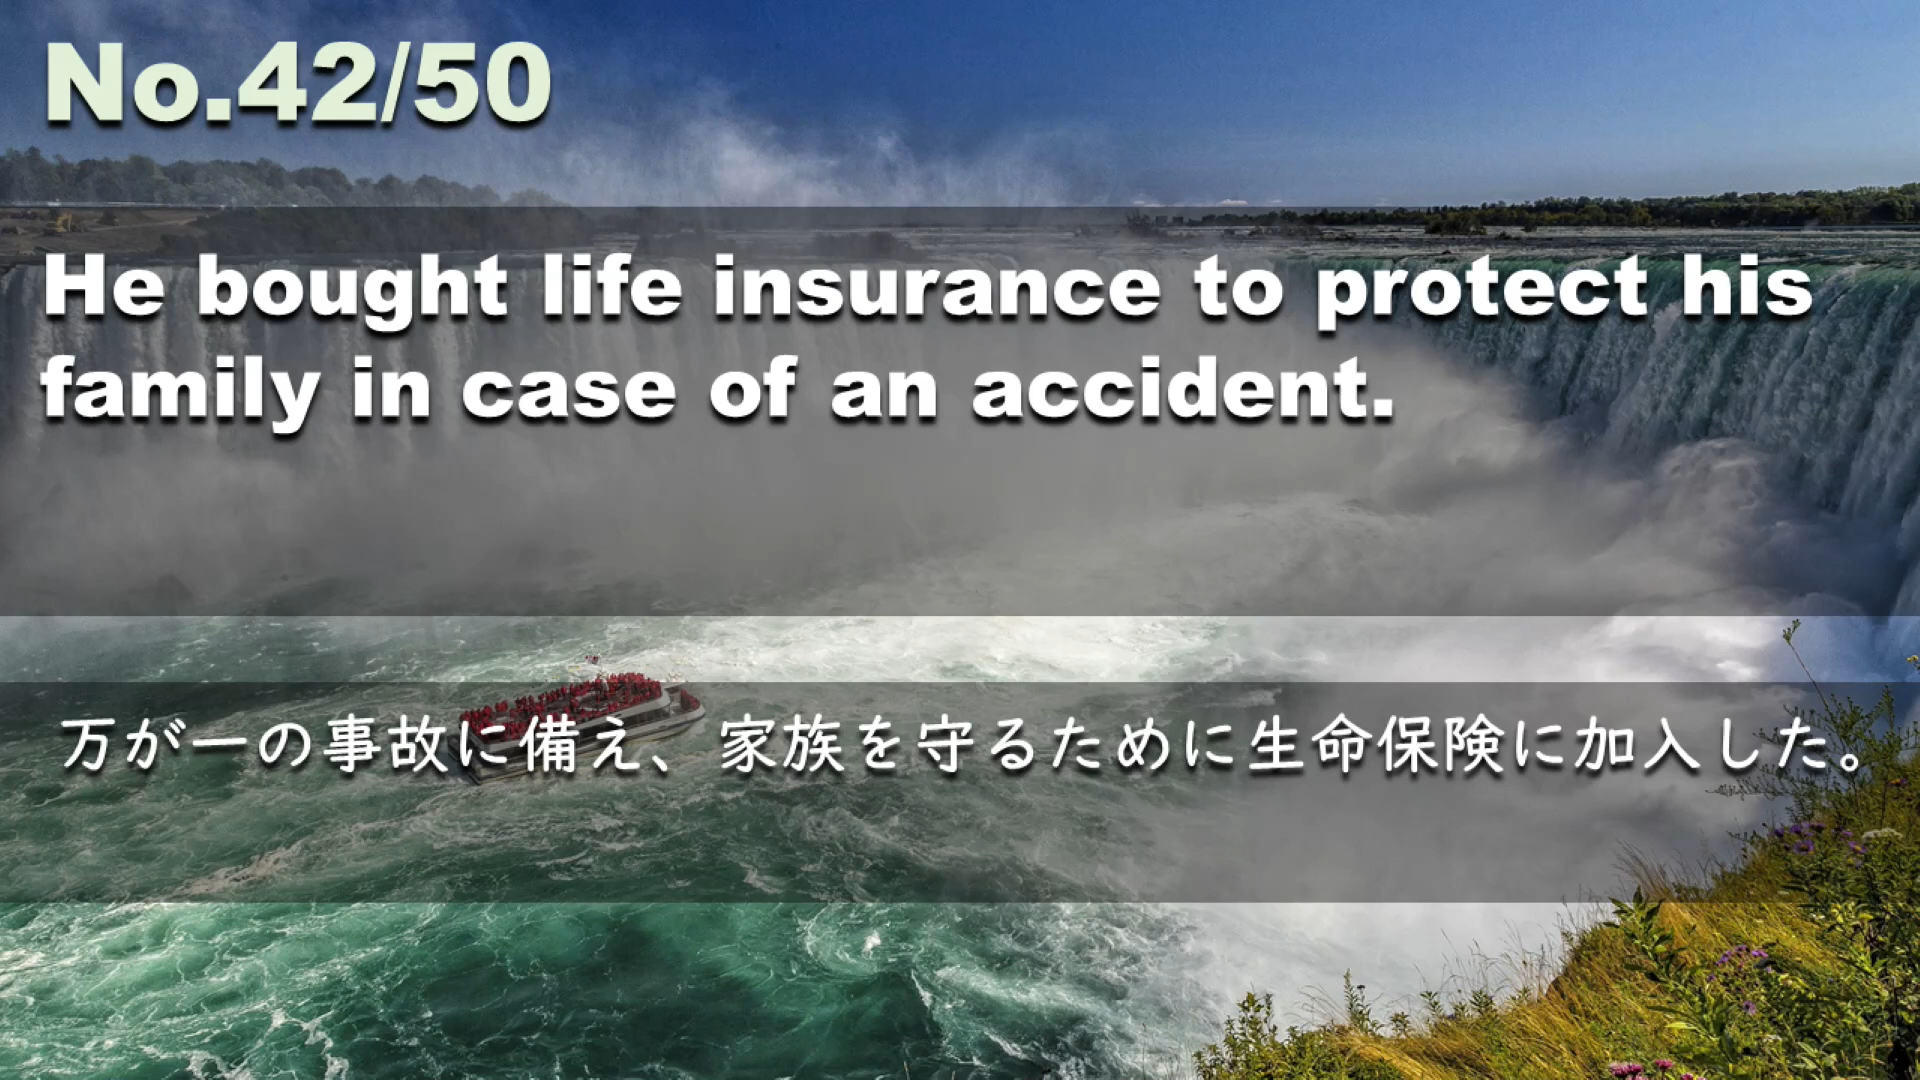 No.42/50
He bought life insurance to protect his
family in case of an accident.
万が一の事故に備え、家族を守るために生命保険に加入した。